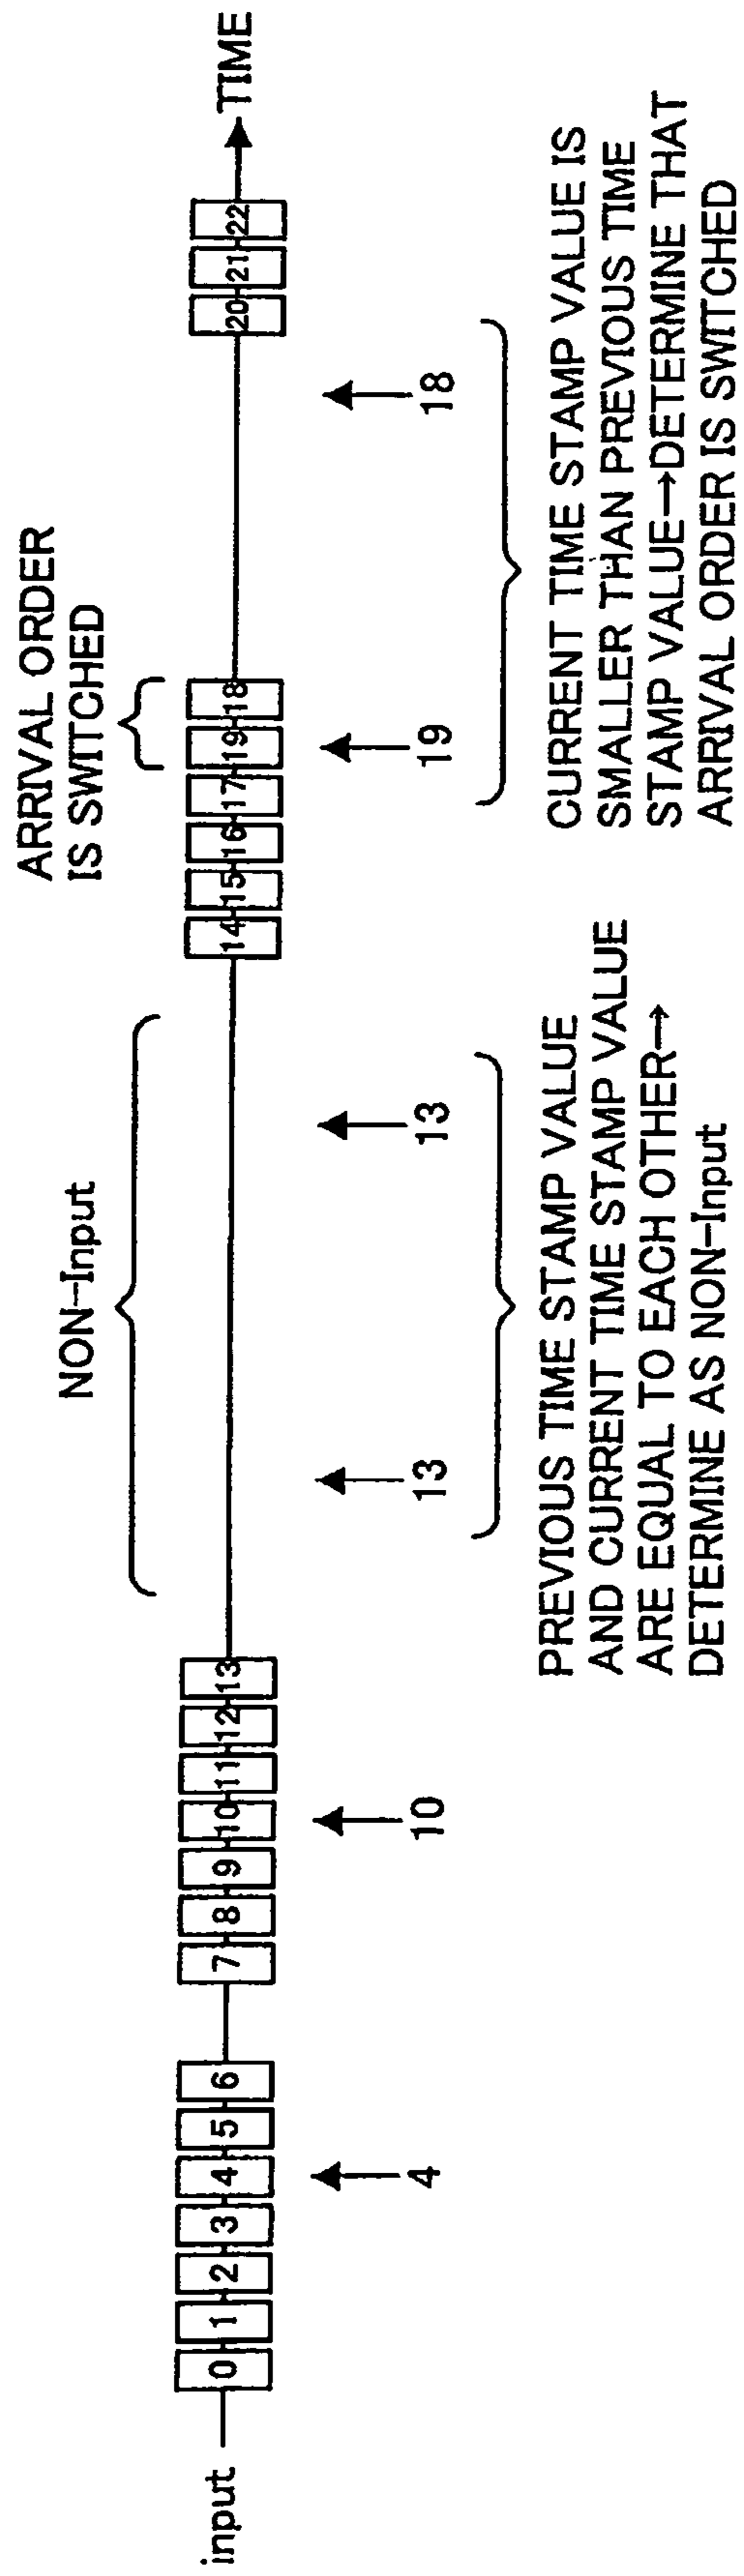 ARRIVAL ORDER
IS SWITCHED
NON-Input
input
0
1
2
3
4
5
6
7
8
9
10
11
12
13
14
15
16
17
19
18
20
21
22
TIME
4
10
13
13
19
18
PREVIOUS TIME STAMP VALUE
AND CURRENT TIME STAMP VALUE
ARE EQUAL TO EACH OTHER→
DETERMINE AS NON-Input
CURRENT TIME STAMP VALUE IS
SMALLER THAN PREVIOUS TIME
STAMP VALUE→DETERMINE THAT
ARRIVAL ORDER IS SWITCHED